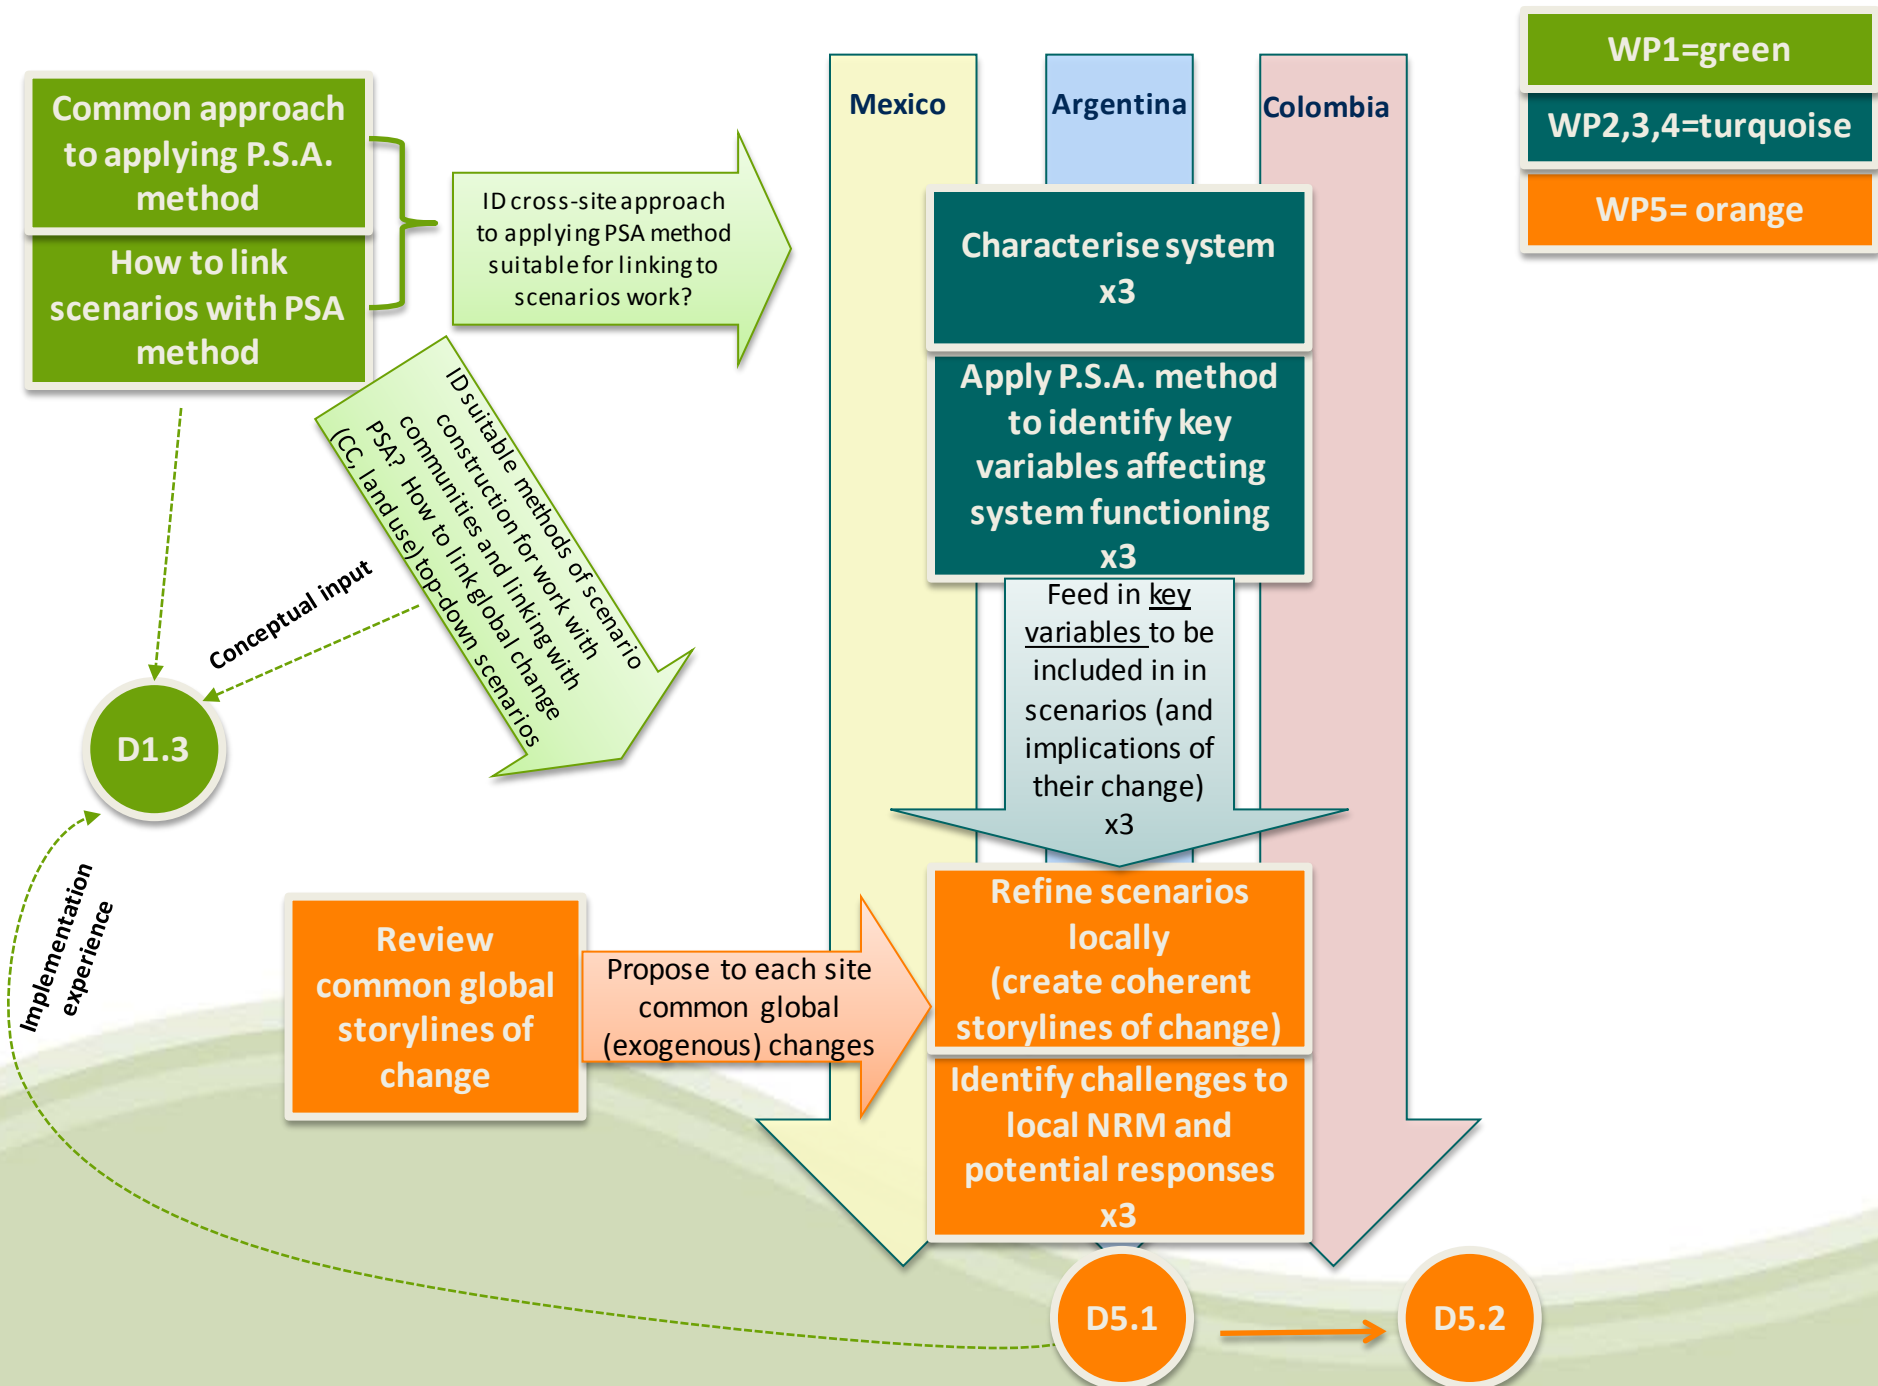 WP1=green
WP2,3,4=turquoise
WP5= orange
Mexico
Argentina
Colombia
Common approach
to applying P.S.A.
method
How to link
scenarios with PSA
method
ID cross-site approach
to applying PSA method
suitable for linking to
scenarios work?
ID suitable methods of scenario
construction for work with
communities and linking with
PSA? How to link global change
(CC, land use) top-down scenarios
Characterise system
x3
Apply P.S.A. method
to identify key
variables affecting
system functioning
x3
Feed in key
variables to be
included in in
scenarios (and
implications of
their change)
x3
Conceptual input
D1.3
Implementation
experience
Review
common global
storylines of
change
Propose to each site
common global
(exogenous) changes
Refine scenarios
locally
(create coherent
storylines of change)
Identify challenges to
local NRM and
potential responses
x3
D5.1
D5.2